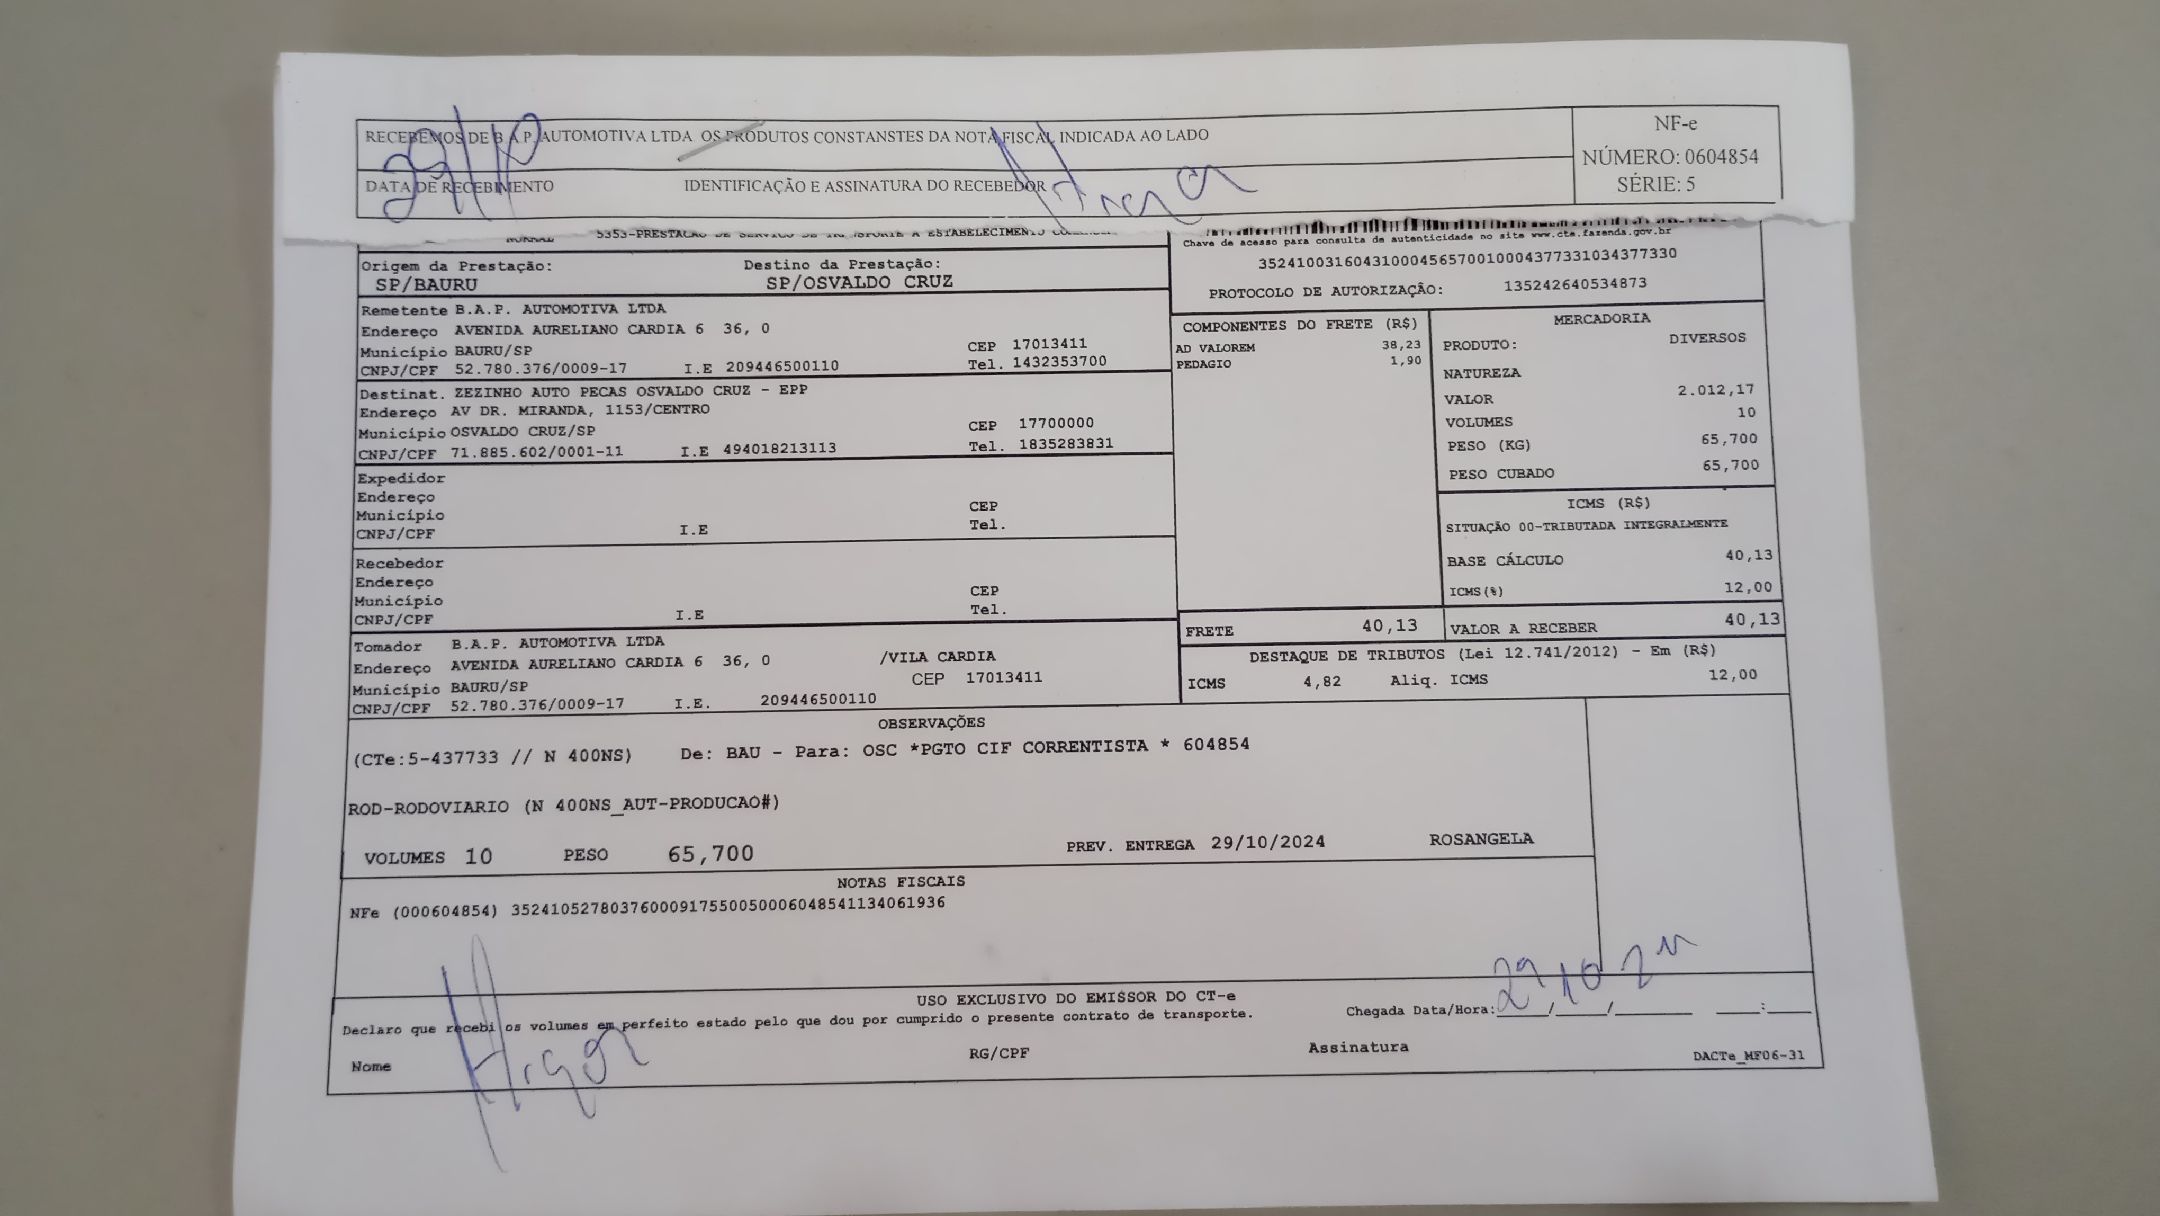 RECEBEMOS DE B.A.P. AUTOMOTIVA LTDA OS PRODUTOS CONSTANSTES DA NOTA FISCAL INDICADA AO LADO
29/10
DATA DE RECEBIMENTO IDENTIFICAÇÃO E ASSINATURA DO RECEBEDOR
NF-e
NÚMERO: 0604854
SÉRIE: 5
5353-PRESTACAO DE SERVICO DE TRANSPORTE A ESTABELECIMENTO
Chave de acesso para consulta de autenticidade no site www.cte.fazenda.gov.br
35241003160431000456570010004377331034377330
PROTOCOLO DE AUTORIZAÇÃO: 135242640534873
Origem da Prestação: Destino da Prestação:
SP/BAURU SP/OSVALDO CRUZ
Remetente B.A.P. AUTOMOTIVA LTDA
Endereço AVENIDA AURELIANO CARDIA 6 36, 0
Município BAURU/SP CEP 17013411
CNPJ/CPF 52.780.376/0009-17 I.E 209446500110 Tel. 1432353700
Destinat. ZEZINHO AUTO PECAS OSVALDO CRUZ - EPP
Endereço AV DR. MIRANDA, 1153/CENTRO
Município OSVALDO CRUZ/SP CEP 17700000
CNPJ/CPF 71.885.602/0001-11 I.E 494018213113 Tel. 1835283831
Expedidor
Endereço
Município CEP
CNPJ/CPF I.E Tel.
Recebedor
Endereço
Município CEP
CNPJ/CPF I.E Tel.
Tomador B.A.P. AUTOMOTIVA LTDA
Endereço AVENIDA AURELIANO CARDIA 6 36, 0 /VILA CARDIA
Município BAURU/SP CEP 17013411
CNPJ/CPF 52.780.376/0009-17 I.E. 209446500110
COMPONENTES DO FRETE (R$)
AD VALOREM 38,23
PEDAGIO 1,90
MERCADORIA
PRODUTO: DIVERSOS
NATUREZA
VALOR 2.012,17
VOLUMES 10
PESO (KG) 65,700
PESO CUBADO 65,700
ICMS (R$)
SITUAÇÃO 00-TRIBUTADA INTEGRALMENTE
BASE CÁLCULO 40,13
ICMS(%) 12,00
FRETE 40,13 VALOR A RECEBER 40,13
DESTAQUE DE TRIBUTOS (Lei 12.741/2012) - Em (R$)
ICMS 4,82 Aliq. ICMS 12,00
OBSERVAÇÕES
(CTe:5-437733 // N 400NS) De: BAU - Para: OSC *PGTO CIF CORRENTISTA * 604854
ROD-RODOVIARIO (N 400NS_AUT-PRODUCAO#)
VOLUMES 10 PESO 65,700 PREV. ENTREGA 29/10/2024 ROSANGELA
NOTAS FISCAIS
NFe (000604854) 35241052780376000917550050006048541134061936
USO EXCLUSIVO DO EMISSOR DO CT-e
Declaro que recebi os volumes em perfeito estado pelo que dou por cumprido o presente contrato de transporte.
Chegada Data/Hora: 29/10/24 :
Nome RG/CPF Assinatura
DACTe_MF06-31